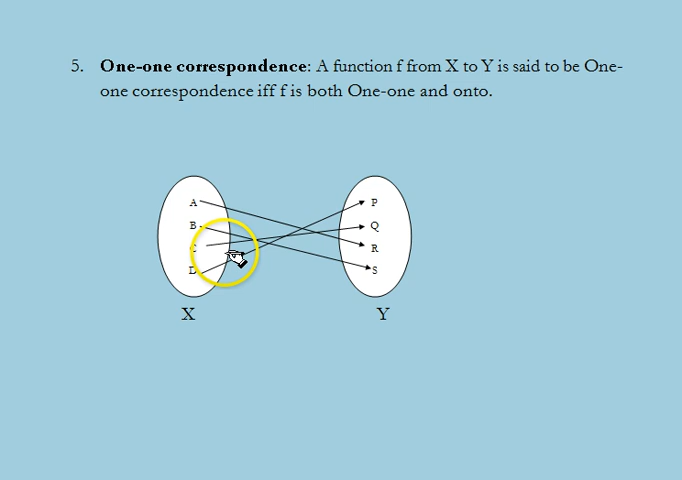 5. One-one correspondence: A function f from X to Y is said to be One-
one correspondence iff f is both One-one and onto.
A P
B Q
C R
D S
X Y